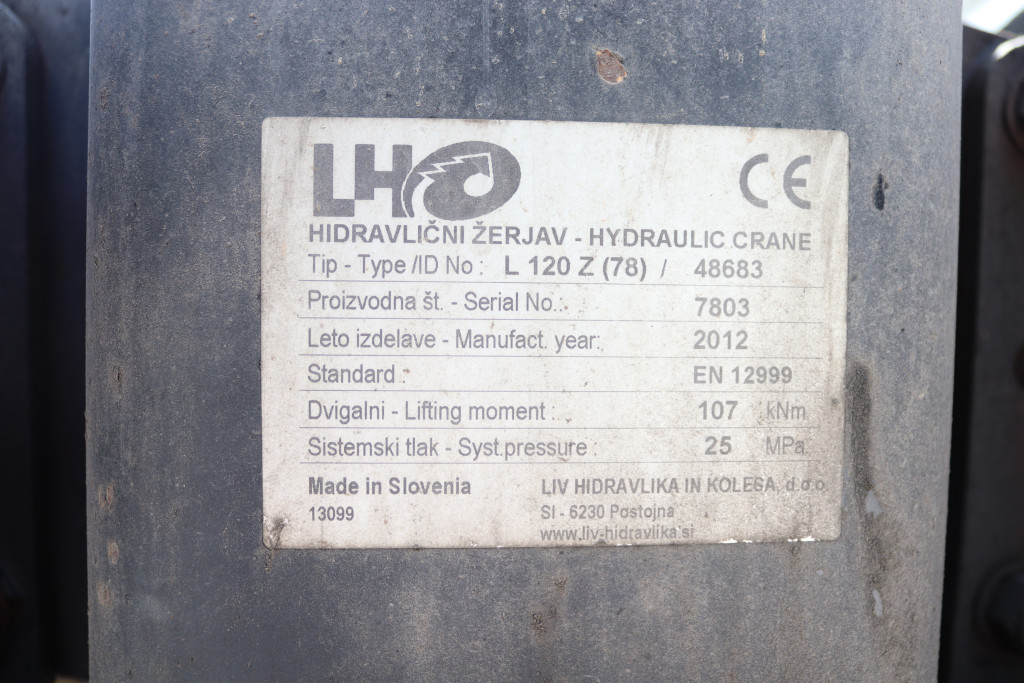 LH
CE
HIDRAVLIČNI ŽERJAV - HYDRAULIC CRANE
Tip - Type /ID No : L 120 Z (78) / 48683
Proizvodna št. - Serial No.: 7803
Leto izdelave - Manufact. year: 2012
Standard : EN 12999
Dvigalni - Lifting moment : 107 kNm
Sistemski tlak - Syst.pressure : 25 MPa
Made in Slovenia
13099
LIV HIDRAVLIKA IN KOLESA, d.o.o.
SI - 6230 Postojna
www.liv-hidravlika.si